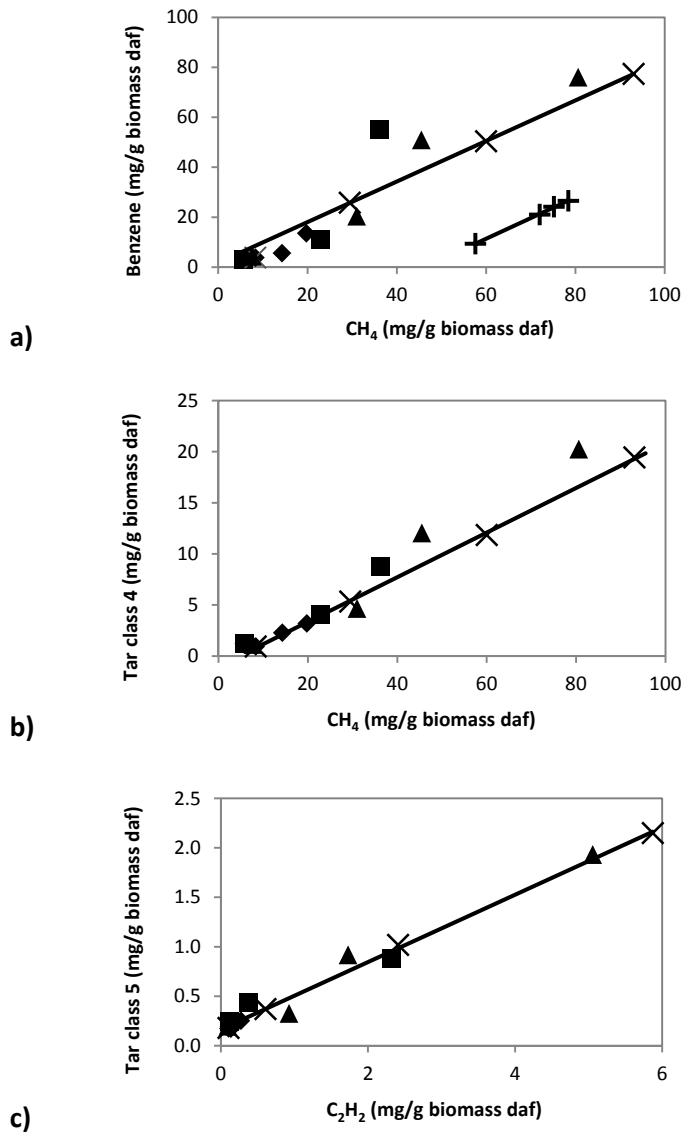 100
80
60
40
20
0
0 20 40 60 80 100
Benzene (mg/g biomass daf)
CH₄ (mg/g biomass daf)
a)
25
20
15
10
5
0
0 20 40 60 80 100
Tar class 4 (mg/g biomass daf)
CH₄ (mg/g biomass daf)
b)
2.5
2.0
1.5
1.0
0.5
0.0
0 2 4 6
Tar class 5 (mg/g biomass daf)
C₂H₂ (mg/g biomass daf)
c)